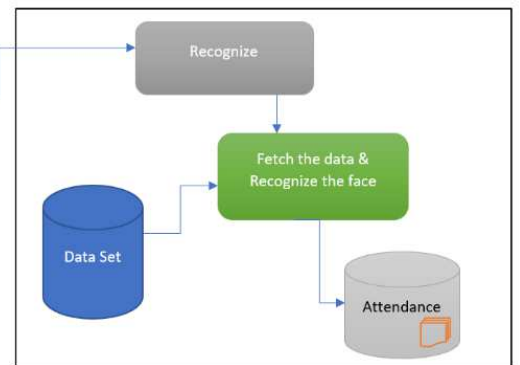 Recognize
Fetch the data &
Recognize the face
Data Set
Attendance